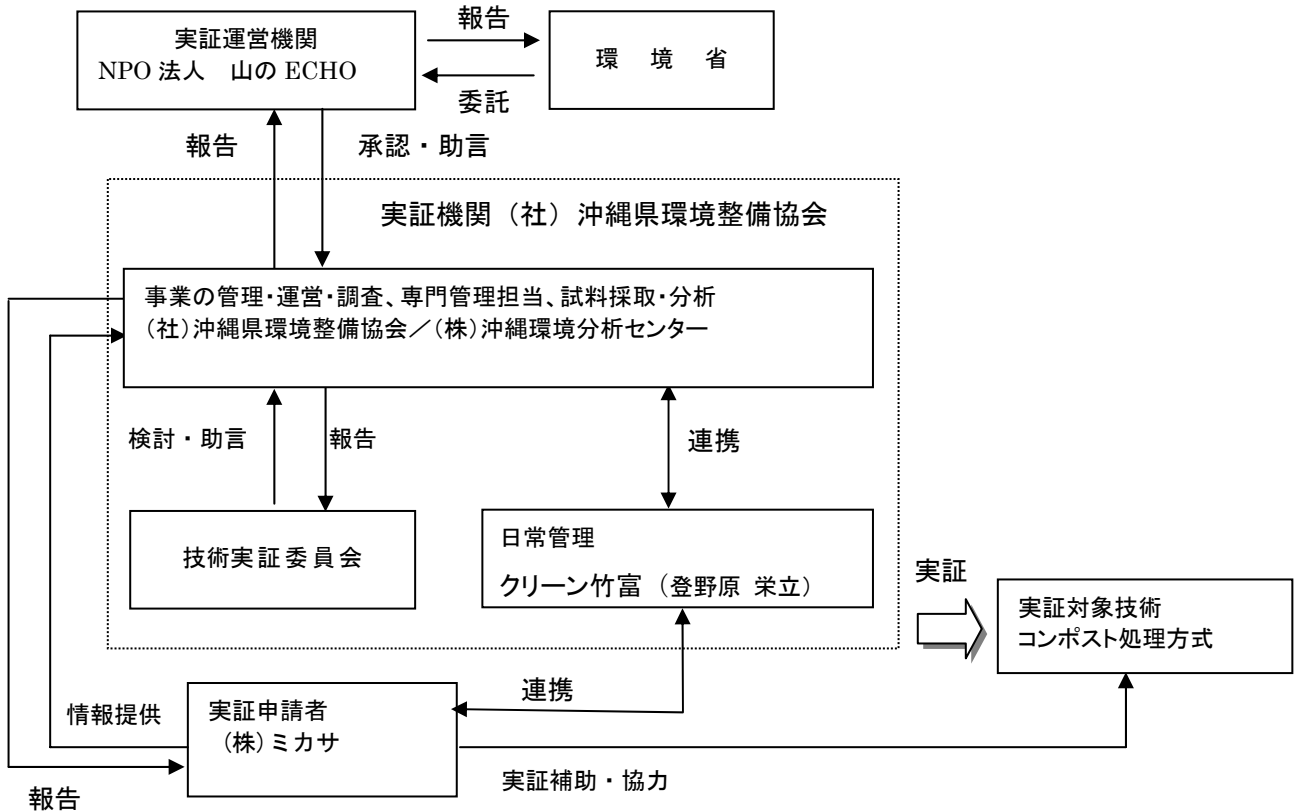 報告
実証運営機関
NPO 法人　山の ECHO
環　境　省
委託
報告
承認・助言
実証機関（社）沖縄県環境整備協会
事業の管理・運営・調査、専門管理担当、試料採取・分析
（社）沖縄県環境整備協会／（株）沖縄環境分析センター
検討・助言
報告
連携
技術実証委員会
日常管理
クリーン竹富（登野原 栄立）
実証
実証対象技術
コンポスト処理方式
連携
情報提供
実証申請者
（株）ミカサ
実証補助・協力
報告